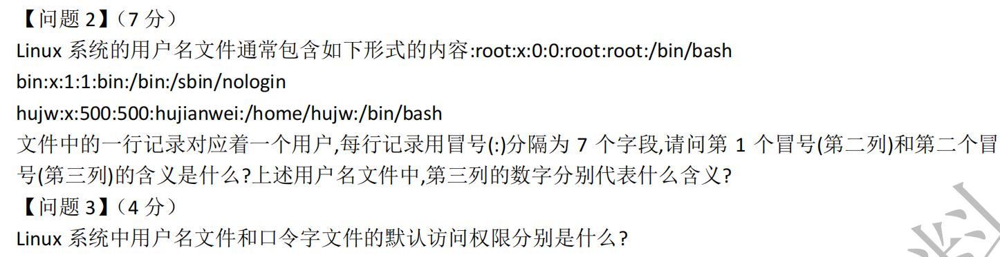 【问题 2】（7 分）
Linux 系统的用户名文件通常包含如下形式的内容:root:x:0:0:root:root:/bin/bash
bin:x:1:1:bin:/bin:/sbin/nologin
hujw:x:500:500:hujianwei:/home/hujw:/bin/bash
文件中的一行记录对应着一个用户,每行记录用冒号(:)分隔为 7 个字段,请问第 1 个冒号(第二列)和第二个冒
号(第三列)的含义是什么?上述用户名文件中,第三列的数字分别代表什么含义?
【问题 3】（4 分）
Linux 系统中用户名文件和口令字文件的默认访问权限分别是什么?